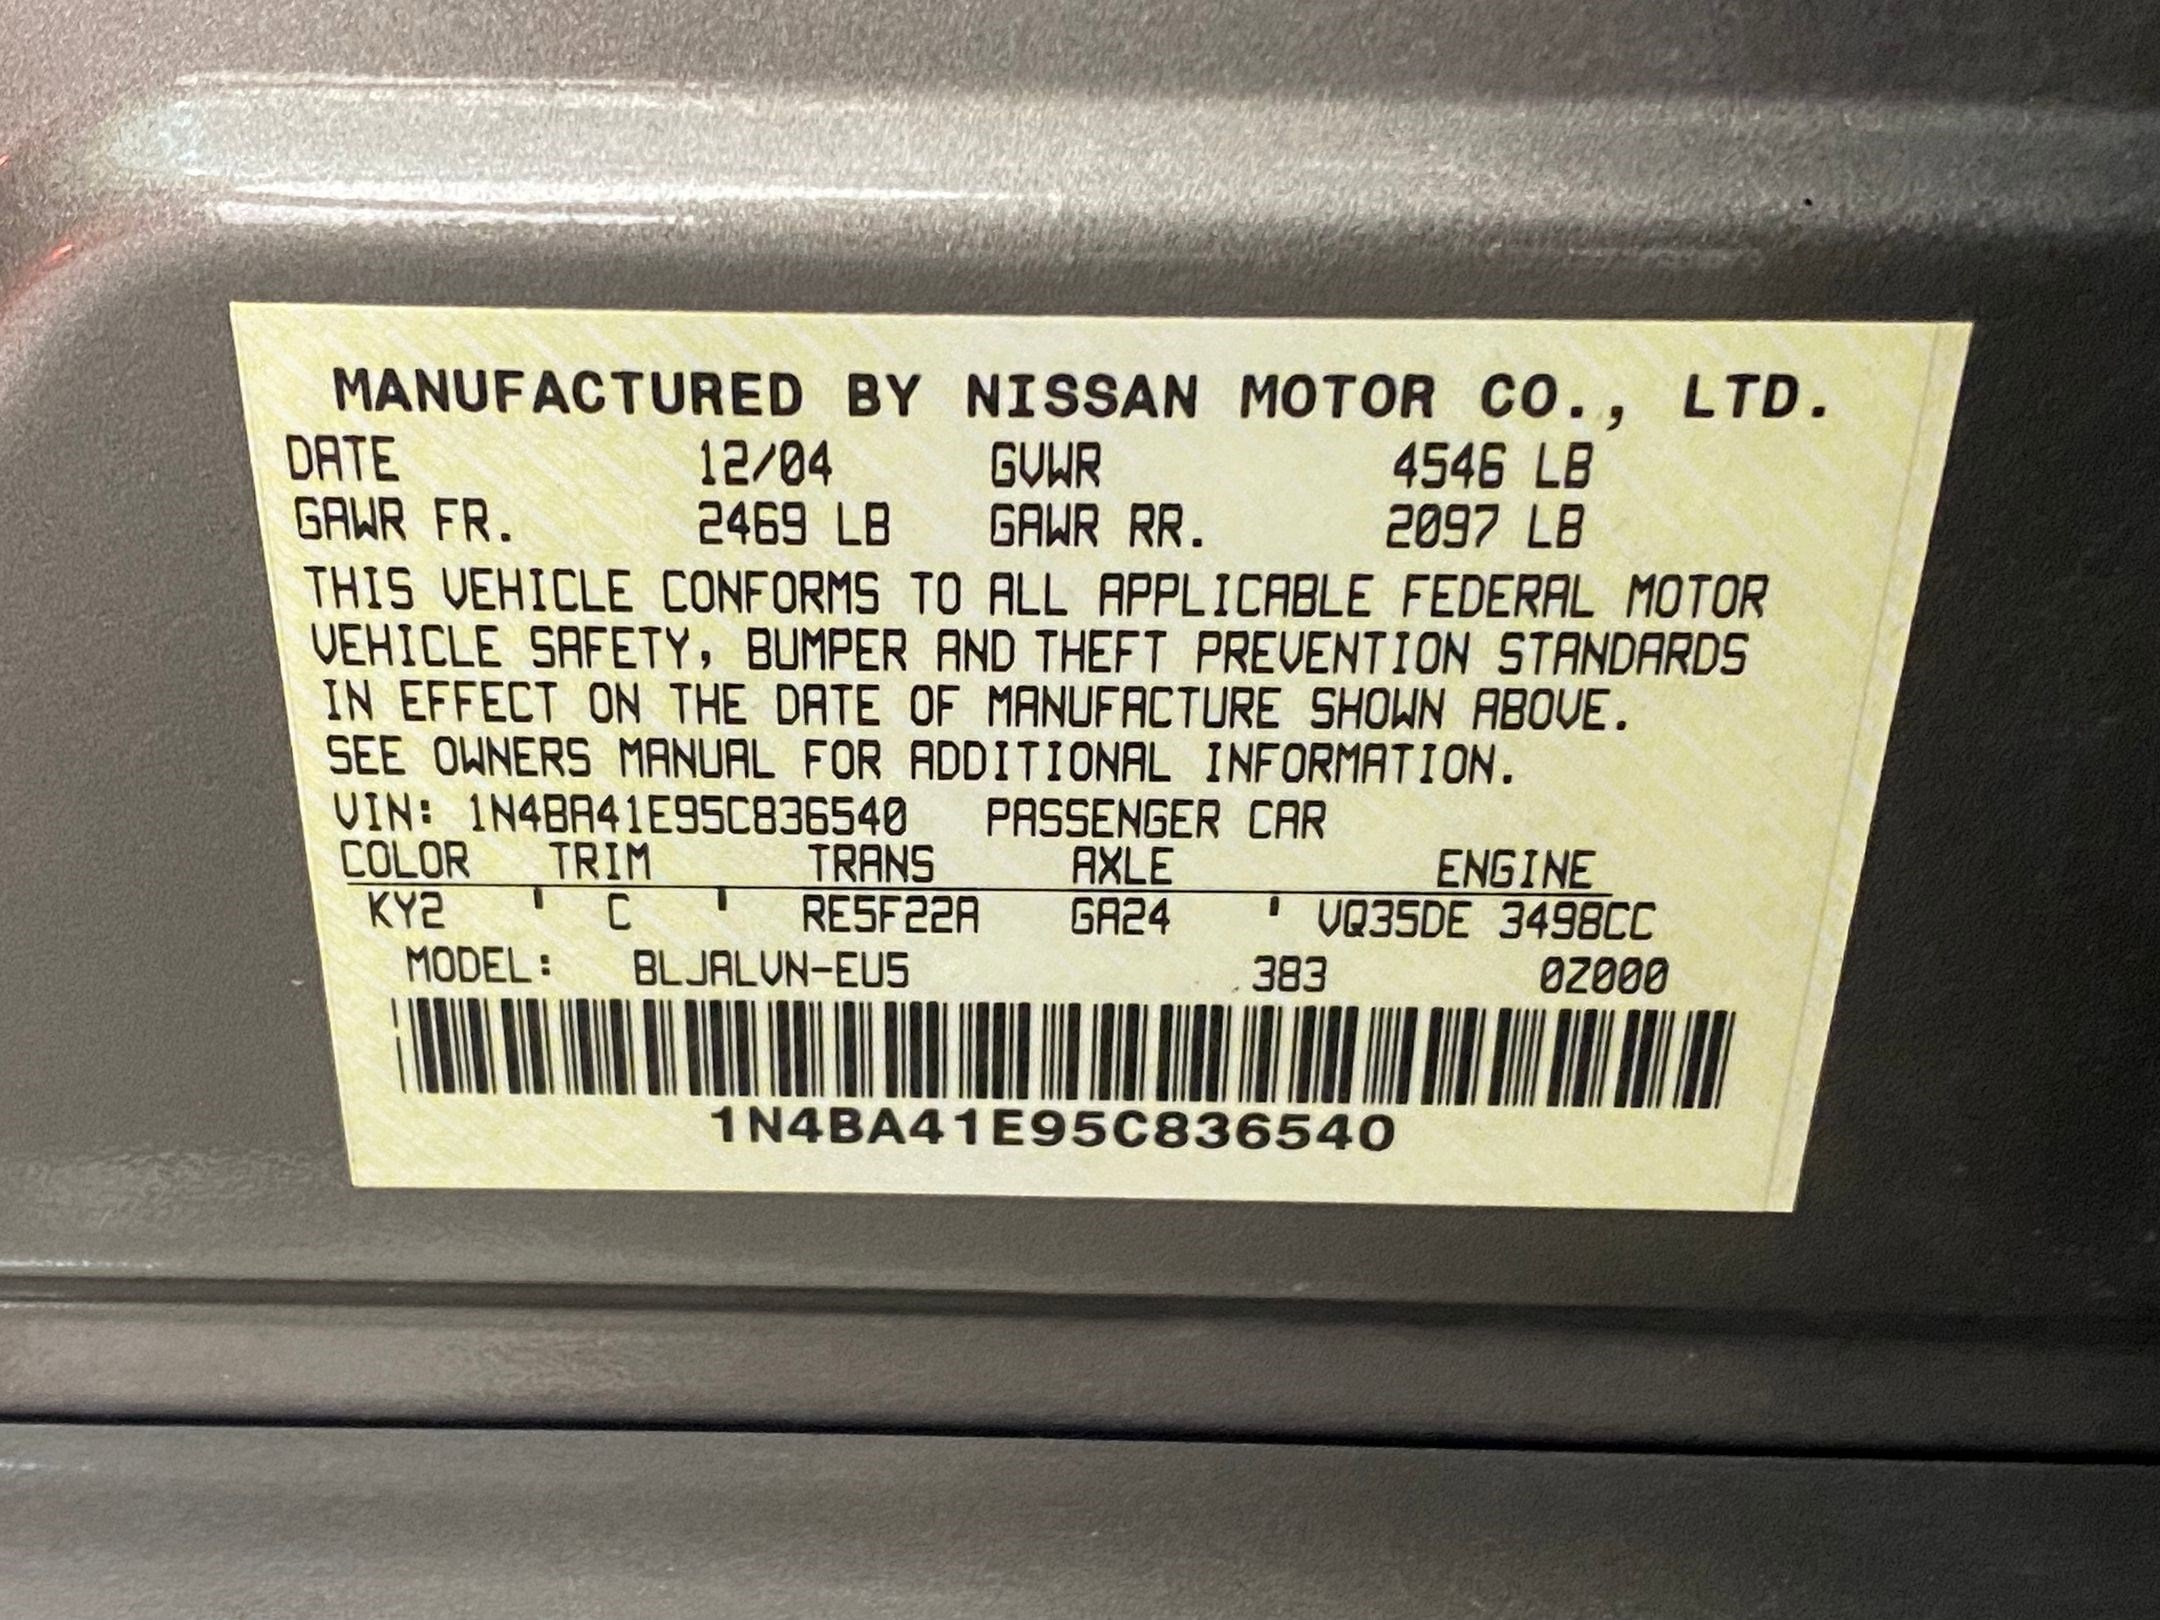 MANUFACTURED BY NISSAN MOTOR CO., LTD.
DATE 12/04 GVWR 4546 LB
GAWR FR. 2469 LB GAWR RR. 2097 LB
THIS VEHICLE CONFORMS TO ALL APPLICABLE FEDERAL MOTOR
VEHICLE SAFETY, BUMPER AND THEFT PREVENTION STANDARDS
IN EFFECT ON THE DATE OF MANUFACTURE SHOWN ABOVE.
SEE OWNERS MANUAL FOR ADDITIONAL INFORMATION.
VIN: 1N4BA41E95C836540 PASSENGER CAR
COLOR TRIM TRANS AXLE ENGINE
KY2 ' C ' RE5F22A GA24 ' VQ35DE 3498CC
MODEL: BLJALVN-EU5 383 0Z000
1N4BA41E95C836540